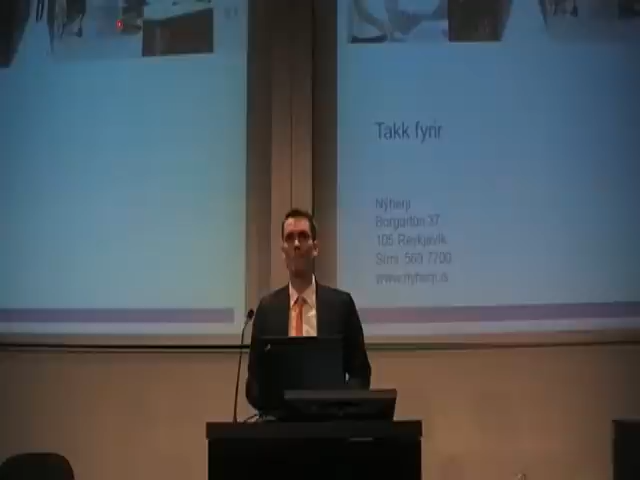 Takk fyrir
Nýherji
Borgartún 37
105 Reykjavík
Sími 569 7700
www.nyherji.is